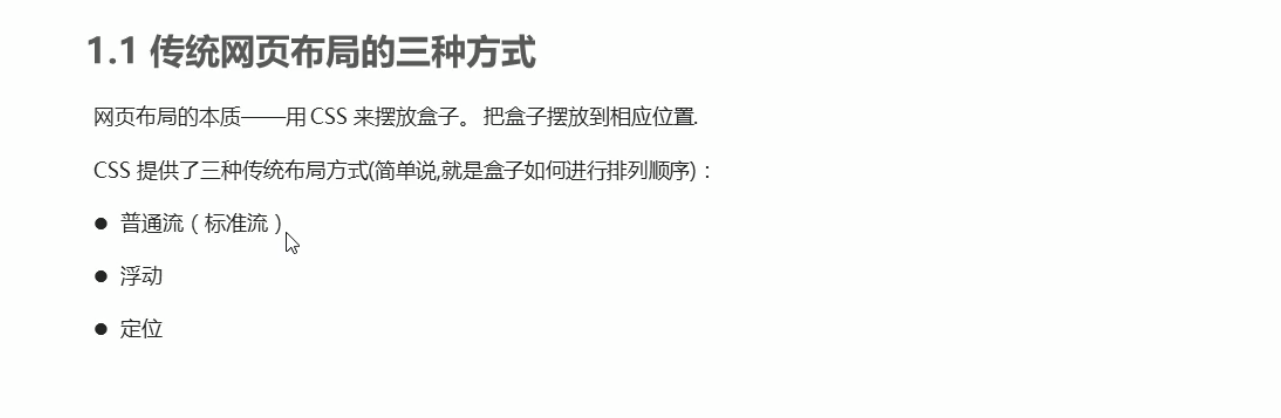 1.1 传统网页布局的三种方式
网页布局的本质——用 CSS 来摆放盒子。 把盒子摆放到相应位置.
CSS 提供了三种传统布局方式(简单说,就是盒子如何进行排列顺序)：
● 普通流（标准流）
● 浮动
● 定位